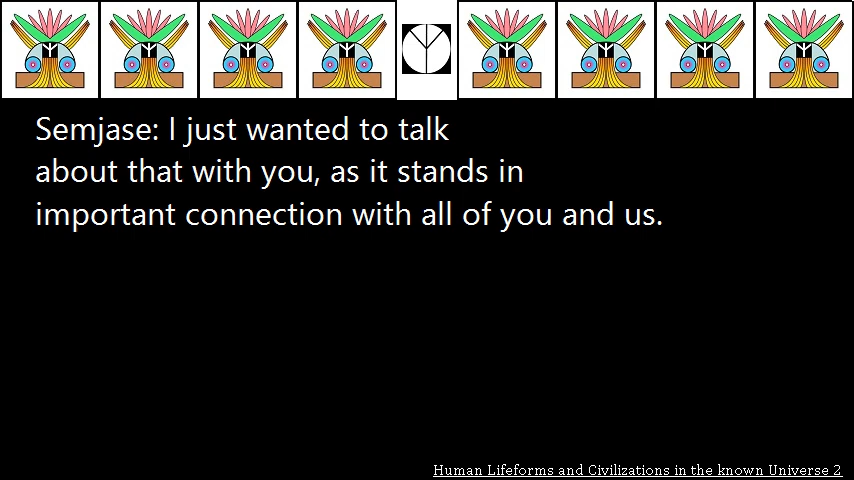 Semjase: I just wanted to talk
about that with you, as it stands in
important connection with all of you and us.
Human Lifeforms and Civilizations in the known Universe 2